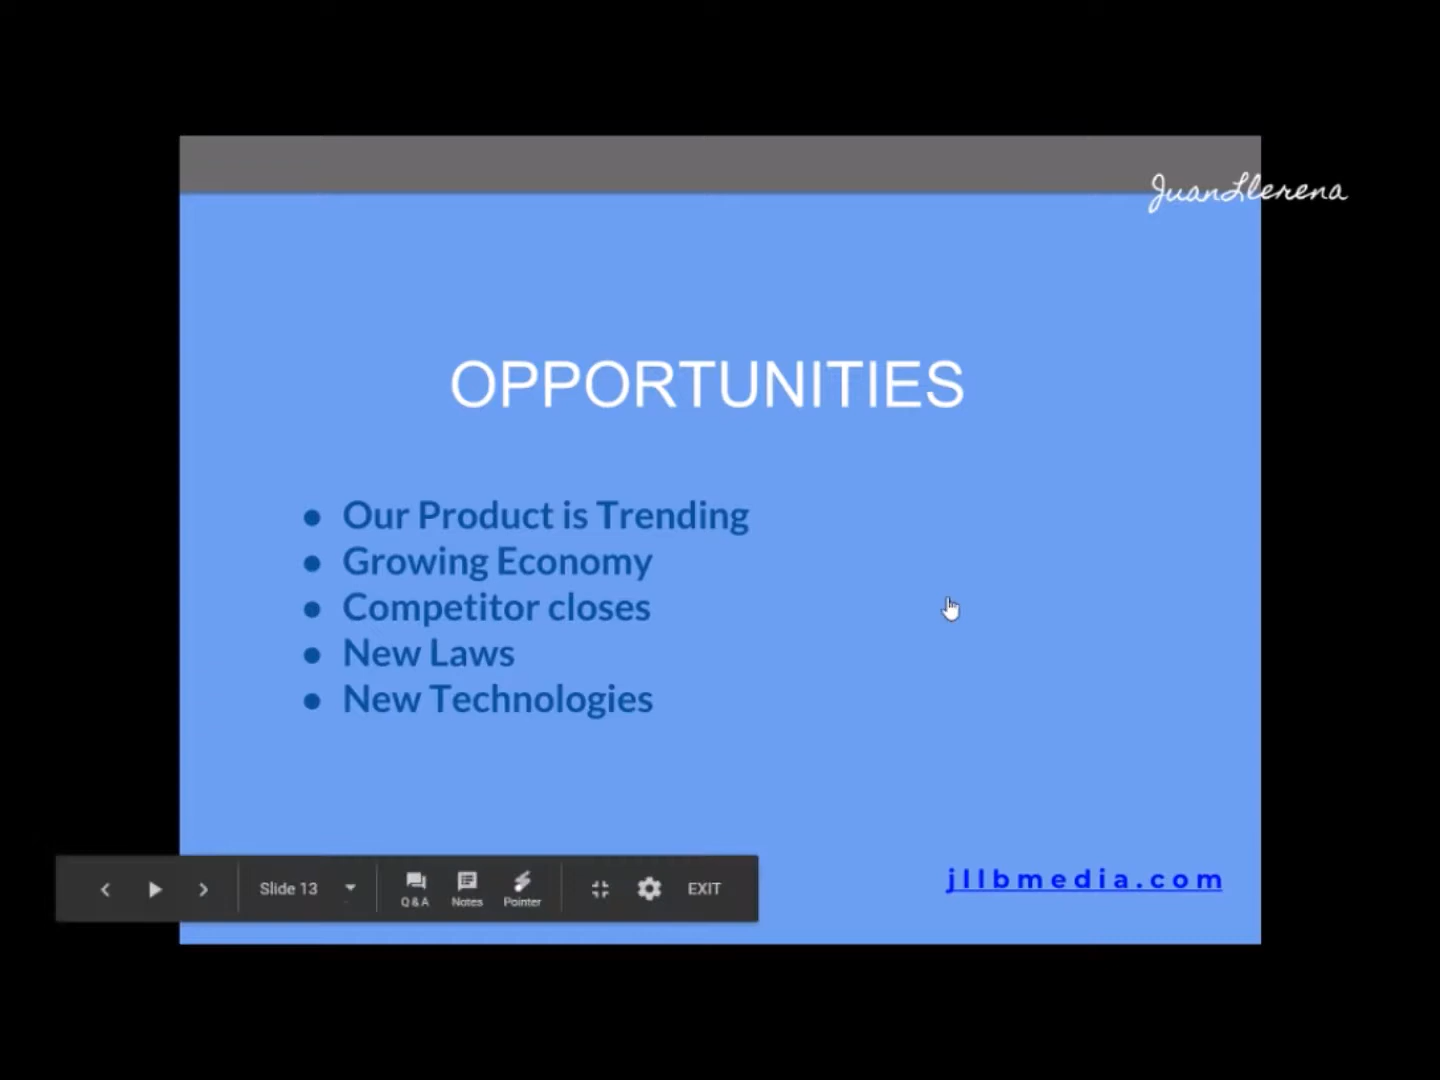 JuanLlerena
OPPORTUNITIES
● Our Product is Trending
● Growing Economy
● Competitor closes
● New Laws
● New Technologies
jllbmedia.com
Slide 13
Q & A
Notes
Pointer
EXIT